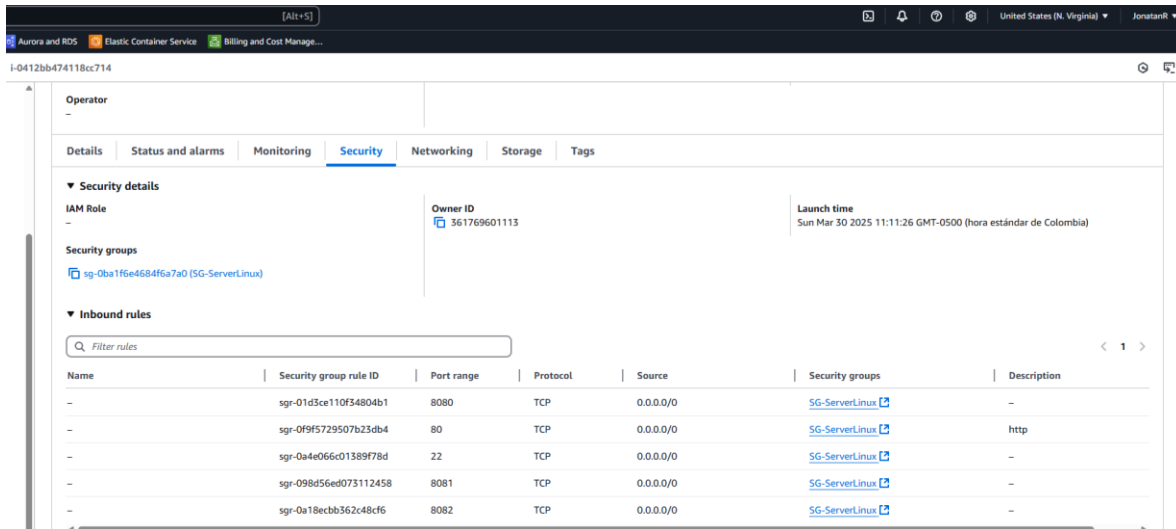 [Alt+S]
United States (N. Virginia) ▼ JonatanR ▼
Aurora and RDS Elastic Container Service Billing and Cost Manage...
i-0412bb474118cc714
Operator
–
Details Status and alarms Monitoring Security Networking Storage Tags
▼ Security details
IAM Role Owner ID Launch time
– 361769601113 Sun Mar 30 2025 11:11:26 GMT-0500 (hora estándar de Colombia)
Security groups
sg-0ba1f6e4684f6a7a0 (SG-ServerLinux)
▼ Inbound rules
Filter rules
< 1 >
Name Security group rule ID Port range Protocol Source Security groups Description
– sgr-01d3ce110f34804b1 8080 TCP 0.0.0.0/0 SG-ServerLinux –
– sgr-0f9f5729507b23db4 80 TCP 0.0.0.0/0 SG-ServerLinux http
– sgr-0a4e066c01389f78d 22 TCP 0.0.0.0/0 SG-ServerLinux –
– sgr-098d56ed073112458 8081 TCP 0.0.0.0/0 SG-ServerLinux –
– sgr-0a18ecbb362c48cf6 8082 TCP 0.0.0.0/0 SG-ServerLinux –